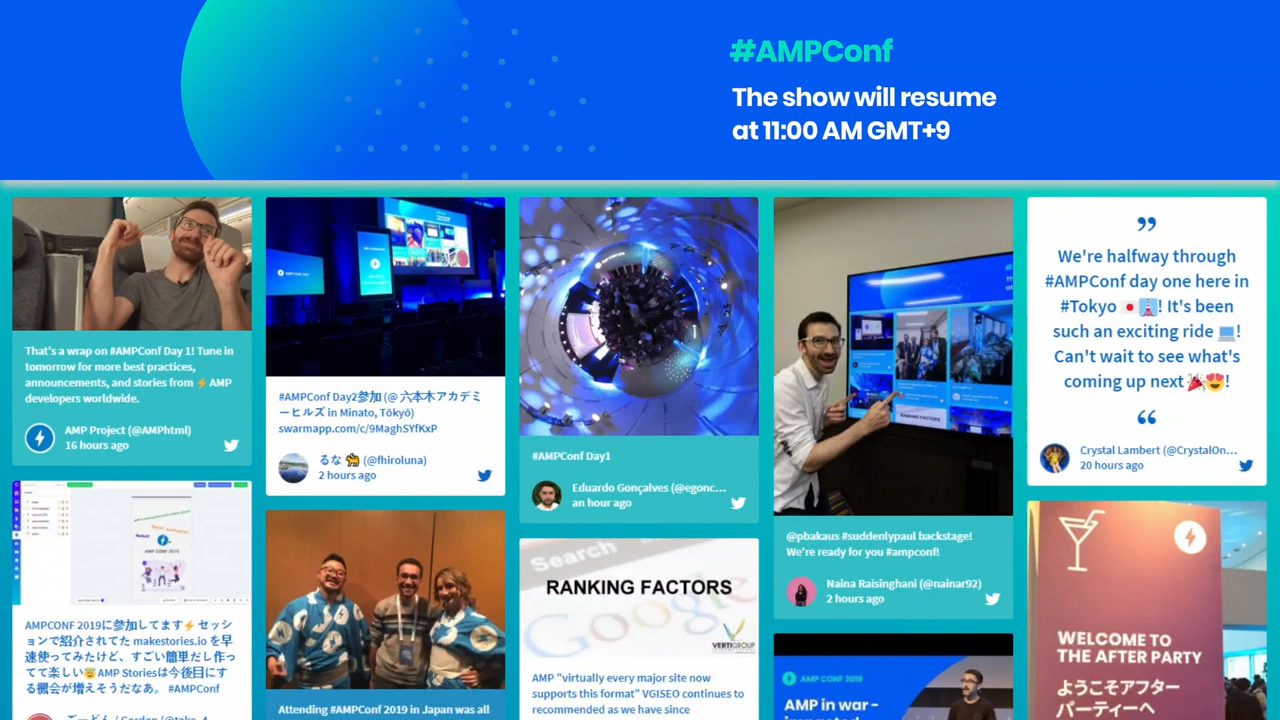 #AMPConf
The show will resume
at 11:00 AM GMT+9
That's a wrap on #AMPConf Day 1! Tune in
tomorrow for more best practices,
announcements, and stories from ⚡ AMP
developers worldwide.
AMP Project (@AMPhtml)
16 hours ago
AMP CONF 2019
AMPCONF 2019に参加してます⚡セッシ
ョンで紹介されてた makestories.io を早
速使ってみたけど、すごい簡単だし作っ
てて楽しい😇 AMP Storiesは今後目にす
る機会が増えそうだなあ。 #AMPConf
#AMPConf Day2参加 (@ 六本木アカデミ
ーヒルズ in Minato, Tōkyō)
swarmapp.com/c/9MaghSYfKxP
るな 🐅 (@fhiroluna)
2 hours ago
Attending #AMPConf 2019 in Japan was all
#AMPConf Day1
Eduardo Gonçalves (@egonc...
an hour ago
Search
RANKING FACTORS
Google
VERTIGROUP
AMP "virtually every major site now
supports this format" VGISEO continues to
recommended as we have since
RANKING FACTORS
@pbakaus #suddenlypaul backstage!
We're ready for you #ampconf!
Naina Raisinghani (@nainar92)
2 hours ago
AMP CONF 2019
AMP in war -
”
We're halfway through
#AMPConf day one here in
#Tokyo 🇯🇵🗼! It's been
such an exciting ride 💻!
Can't wait to see what's
coming up next 🎉😍!
“
Crystal Lambert (@CrystalOn...
20 hours ago
WELCOME TO
THE AFTER PARTY
ようこそアフター
パーティーへ